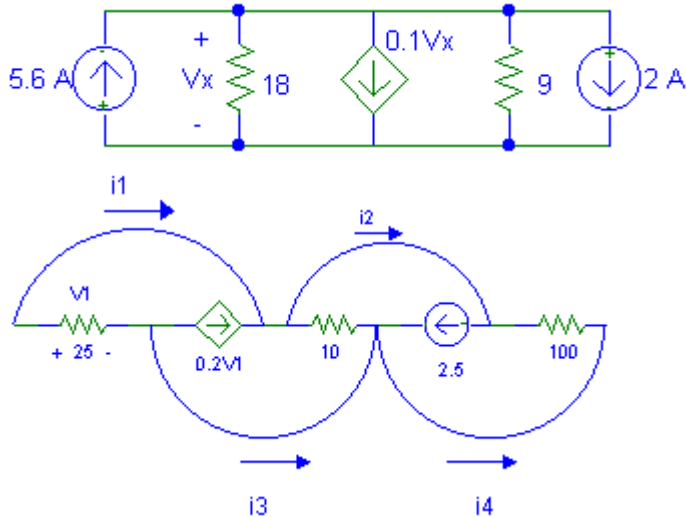 +
0.1Vx
5.6 A
Vx
18
9
2 A
-
i1
i2
V1
+ 25 -
0.2V1
10
2.5
100
i3
i4